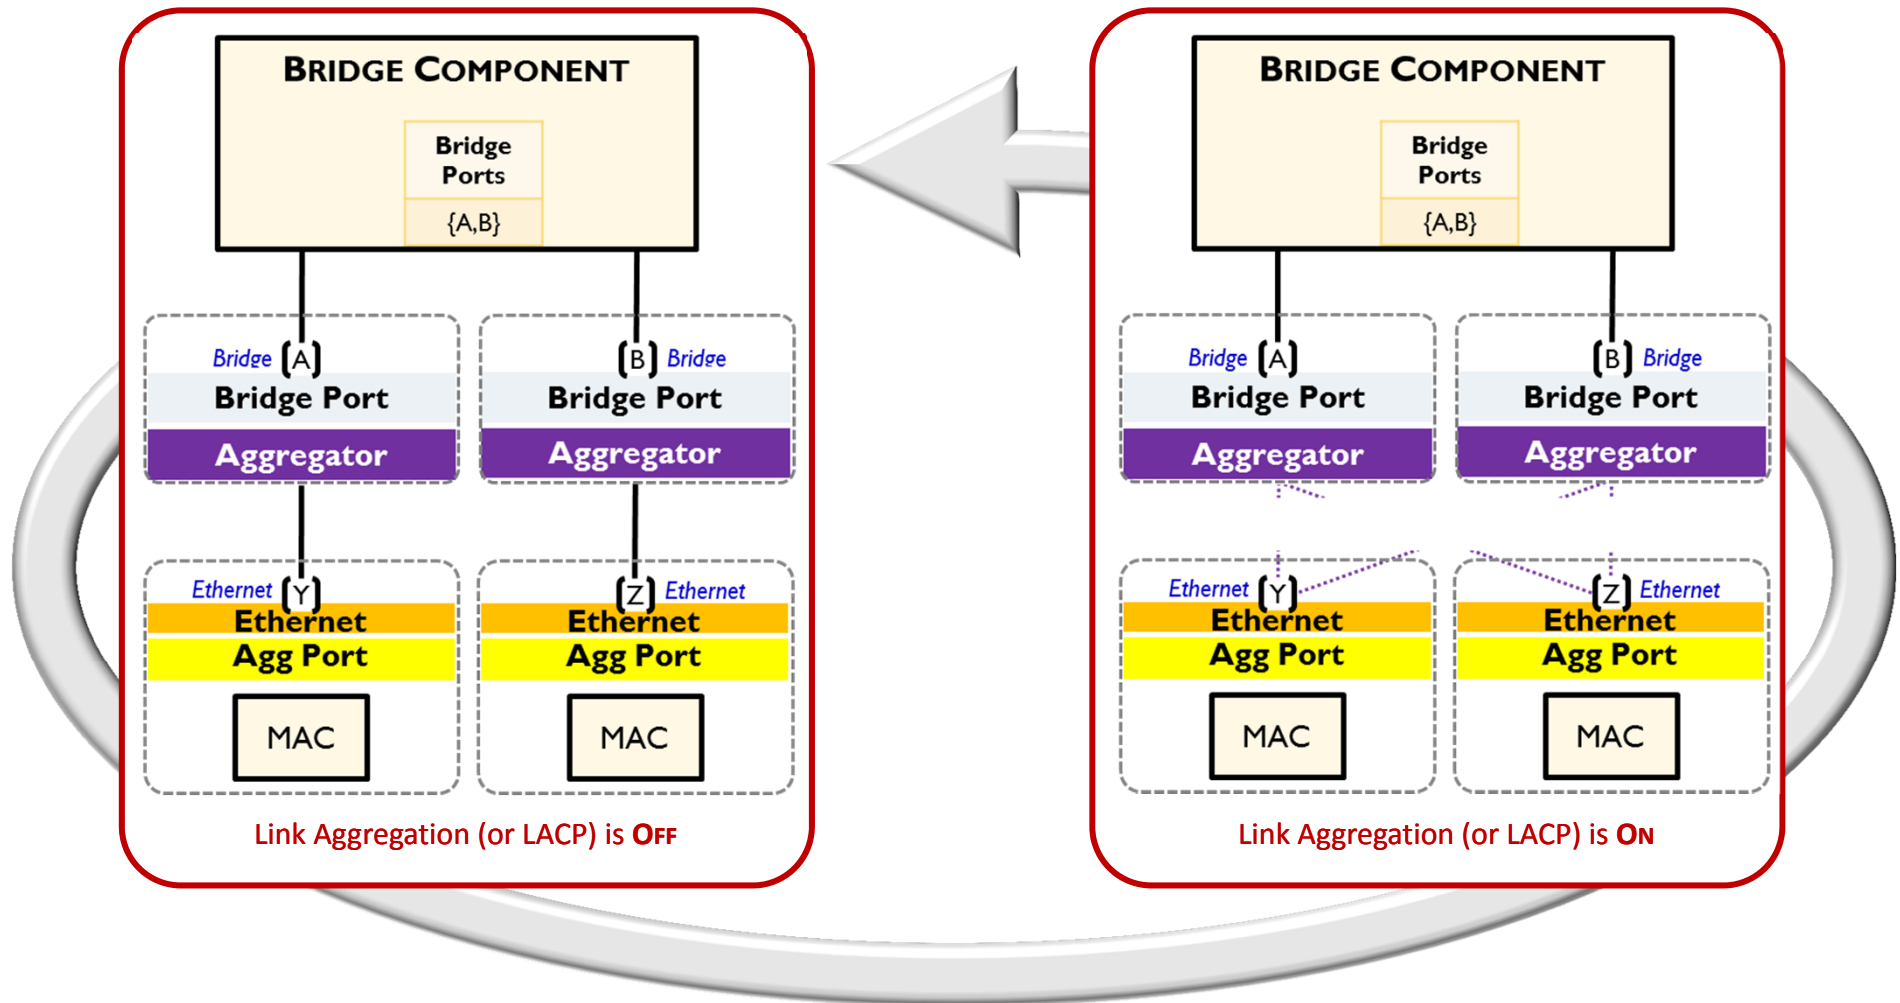 BRIDGE COMPONENT
Bridge
Ports
{A,B}
Bridge [A]
[B] Bridge
Bridge Port
Bridge Port
Aggregator
Aggregator
Ethernet [Y]
[Z] Ethernet
Ethernet
Ethernet
Agg Port
Agg Port
MAC
MAC
Link Aggregation (or LACP) is OFF
BRIDGE COMPONENT
Bridge
Ports
{A,B}
Bridge [A]
[B] Bridge
Bridge Port
Bridge Port
Aggregator
Aggregator
Ethernet [Y]
[Z] Ethernet
Ethernet
Ethernet
Agg Port
Agg Port
MAC
MAC
Link Aggregation (or LACP) is ON